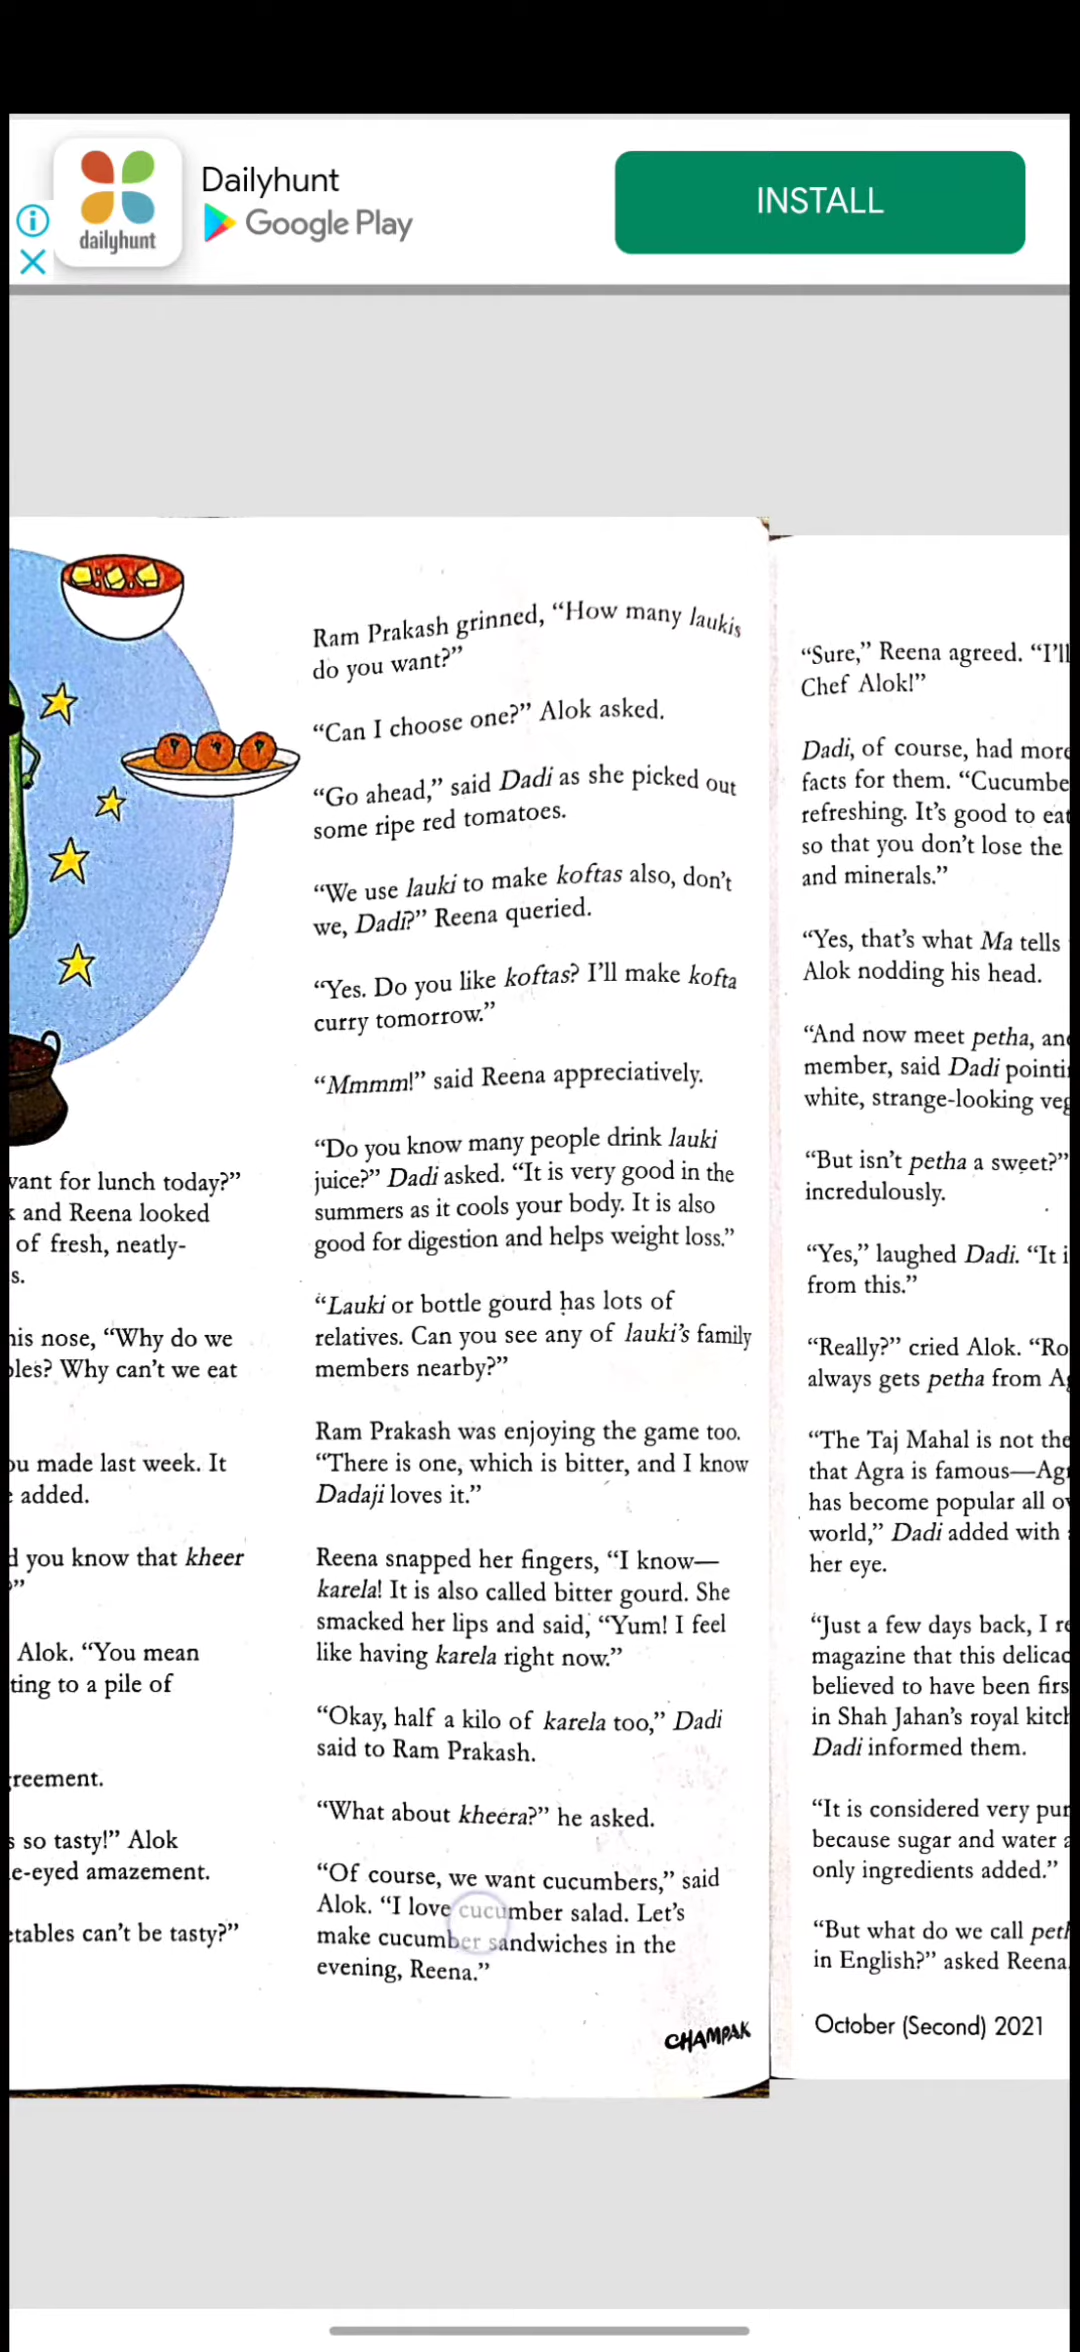 Dailyhunt
Google Play
dailyhunt
INSTALL
want for lunch today?”
and Reena looked
of fresh, neatly-
s.
his nose, “Why do we
Why can’t we eat
you made last week. It
added.
you know that kheer
”
Alok. “You mean
ting to a pile of
greement.
so tasty!” Alok
e-eyed amazement.
etables can’t be tasty?”
Ram Prakash grinned, “How many laukis
do you want?”
“Can I choose one?” Alok asked.
“Go ahead,” said Dadi as she picked out
some ripe red tomatoes.
“We use lauki to make koftas also, don’t
we, Dadi?” Reena queried.
“Yes. Do you like koftas? I’ll make kofta
curry tomorrow.”
“Mmmm!” said Reena appreciatively.
“Do you know many people drink lauki
juice?” Dadi asked. “It is very good in the
summers as it cools your body. It is also
good for digestion and helps weight loss.”
“Lauki or bottle gourd has lots of
relatives. Can you see any of lauki’s family
members nearby?”
Ram Prakash was enjoying the game too.
“There is one, which is bitter, and I know
Dadaji loves it.”
Reena snapped her fingers, “I know—
karela! It is also called bitter gourd. She
smacked her lips and said, “Yum! I feel
like having karela right now.”
“Okay, half a kilo of karela too,” Dadi
said to Ram Prakash.
“What about kheera?” he asked.
“Of course, we want cucumbers,” said
Alok. “I love cucumber salad. Let’s
make cucumber sandwiches in the
evening, Reena.”
CHAMPAK
“Sure,” Reena agreed. “I’ll
Chef Alok!”
Dadi, of course, had more
facts for them. “Cucumbe
refreshing. It’s good to eat
so that you don’t lose the
and minerals.”
“Yes, that’s what Ma tells
Alok nodding his head.
“And now meet petha, an
member, said Dadi pointi
white, strange-looking veg
“But isn’t petha a sweet?”
incredulously.
“Yes,” laughed Dadi. “It i
from this.”
“Really?” cried Alok. “Ro
always gets petha from Ag
“The Taj Mahal is not the
that Agra is famous—Agr
has become popular all ov
world,” Dadi added with
her eye.
“Just a few days back, I re
magazine that this delicac
believed to have been firs
in Shah Jahan’s royal kitch
Dadi informed them.
“It is considered very pur
because sugar and water a
only ingredients added.”
“But what do we call peth
in English?” asked Reena.
October (Second) 2021